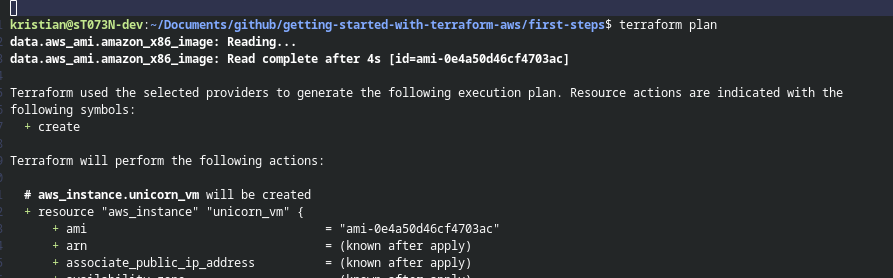 kristian@sT073N-dev:~/Documents/github/getting-started-with-terraform-aws/first-steps$ terraform plan
data.aws_ami.amazon_x86_image: Reading...
data.aws_ami.amazon_x86_image: Read complete after 4s [id=ami-0e4a50d46cf4703ac]
Terraform used the selected providers to generate the following execution plan. Resource actions are indicated with the
following symbols:
+ create
Terraform will perform the following actions:
# aws_instance.unicorn_vm will be created
+ resource "aws_instance" "unicorn_vm" {
+ ami = "ami-0e4a50d46cf4703ac"
+ arn = (known after apply)
+ associate_public_ip_address = (known after apply)